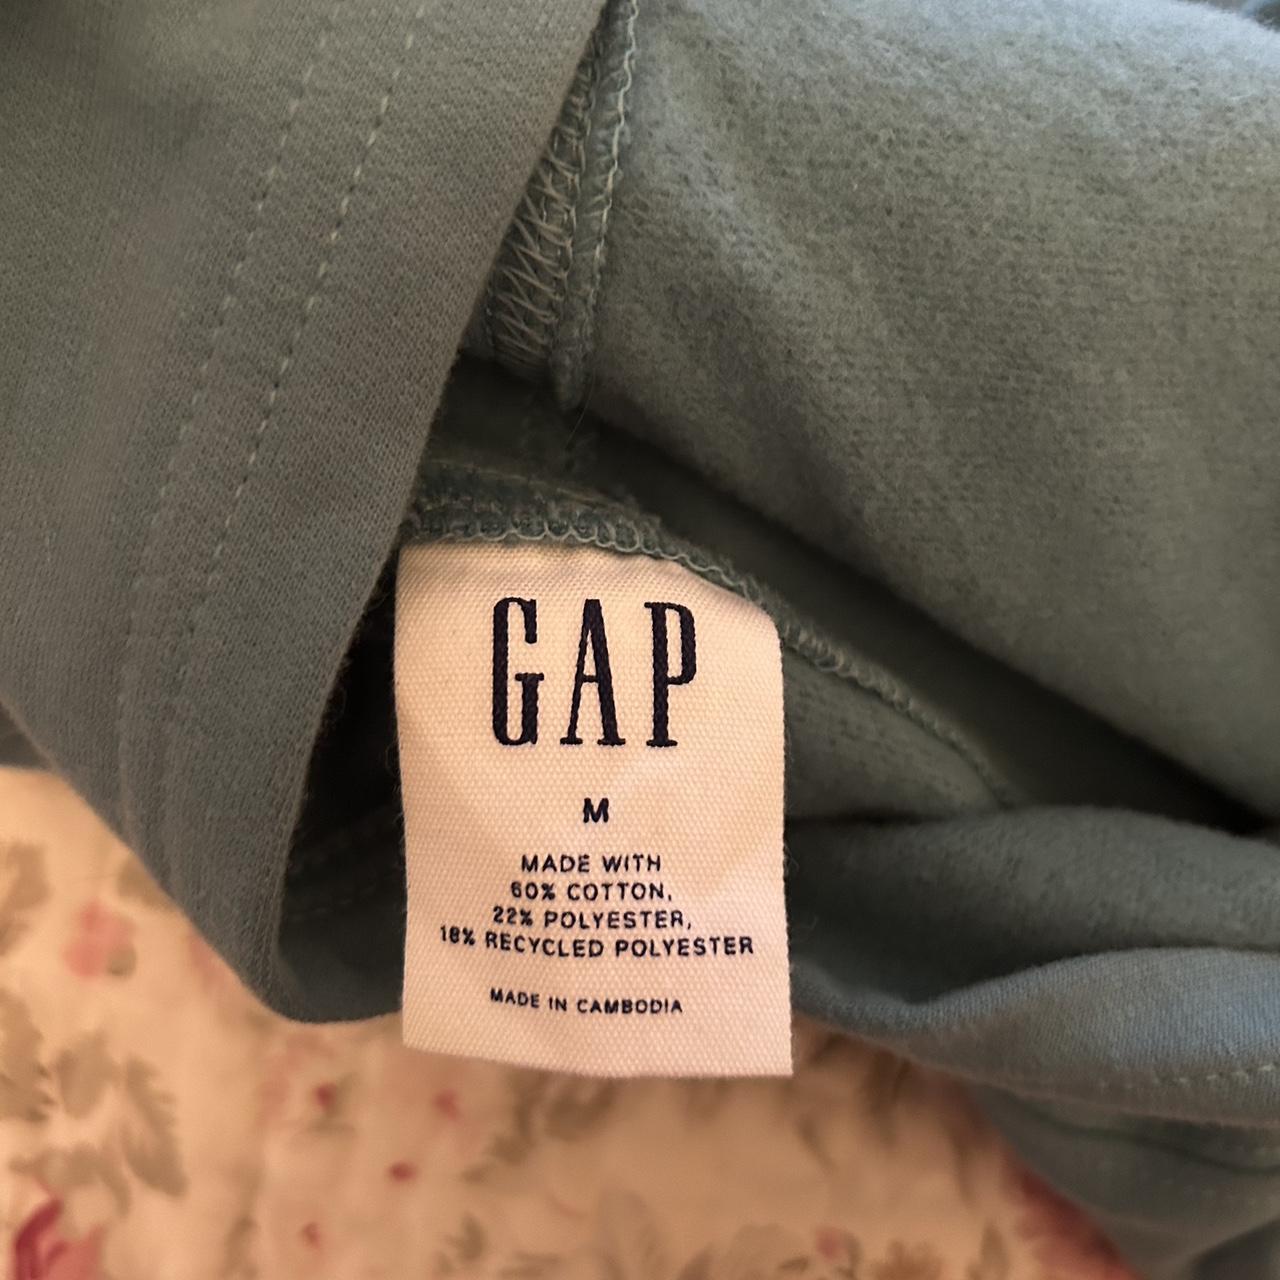 GAP
M
MADE WITH
60% COTTON,
22% POLYESTER,
18% RECYCLED POLYESTER
MADE IN CAMBODIA